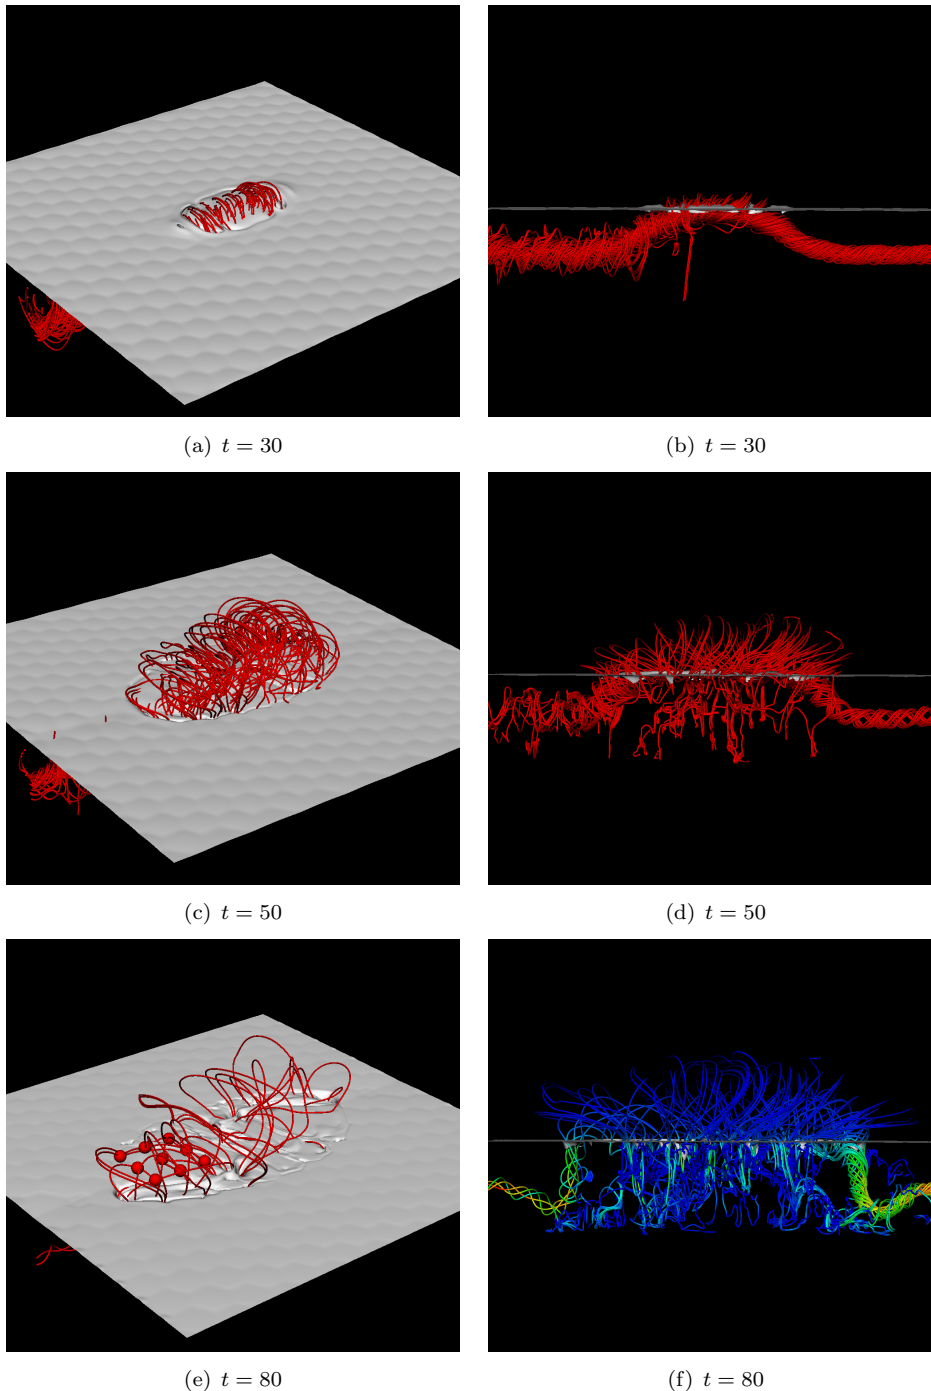 (a) t = 30
(b) t = 30
(c) t = 50
(d) t = 50
(e) t = 80
(f) t = 80